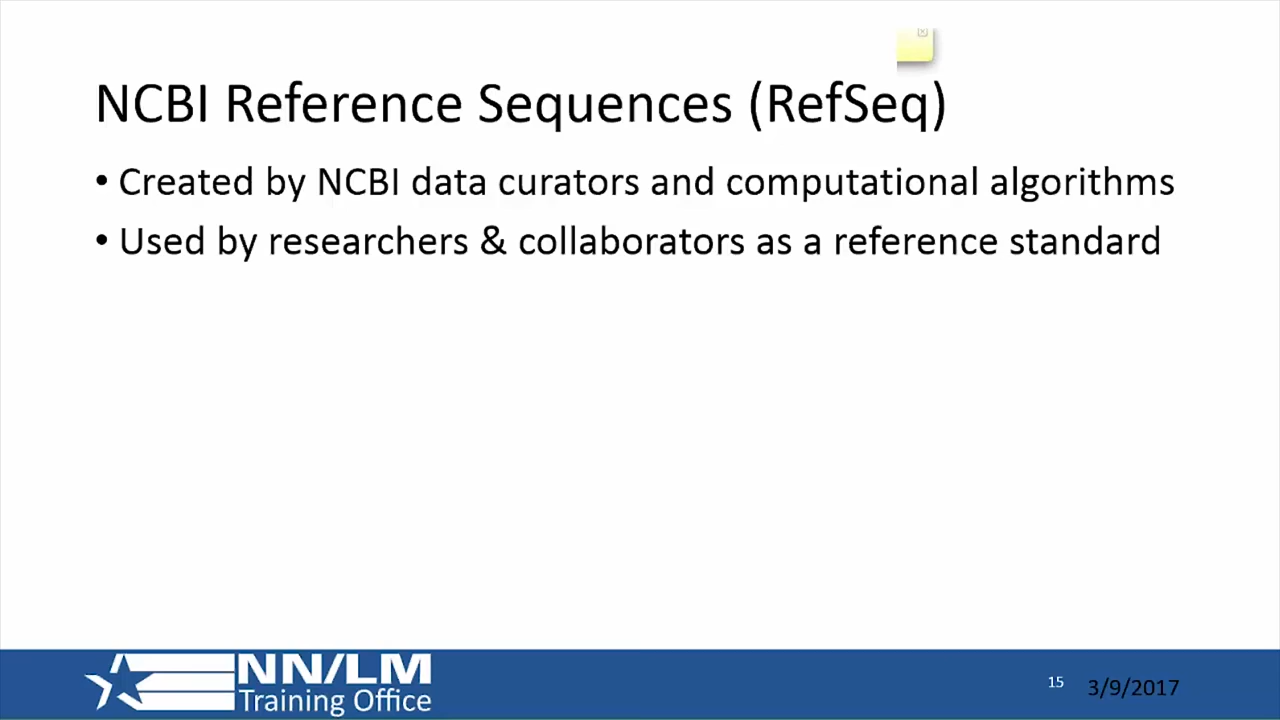 NCBI Reference Sequences (RefSeq)
• Created by NCBI data curators and computational algorithms
• Used by researchers & collaborators as a reference standard
NN/LM
Training Office
15
3/9/2017